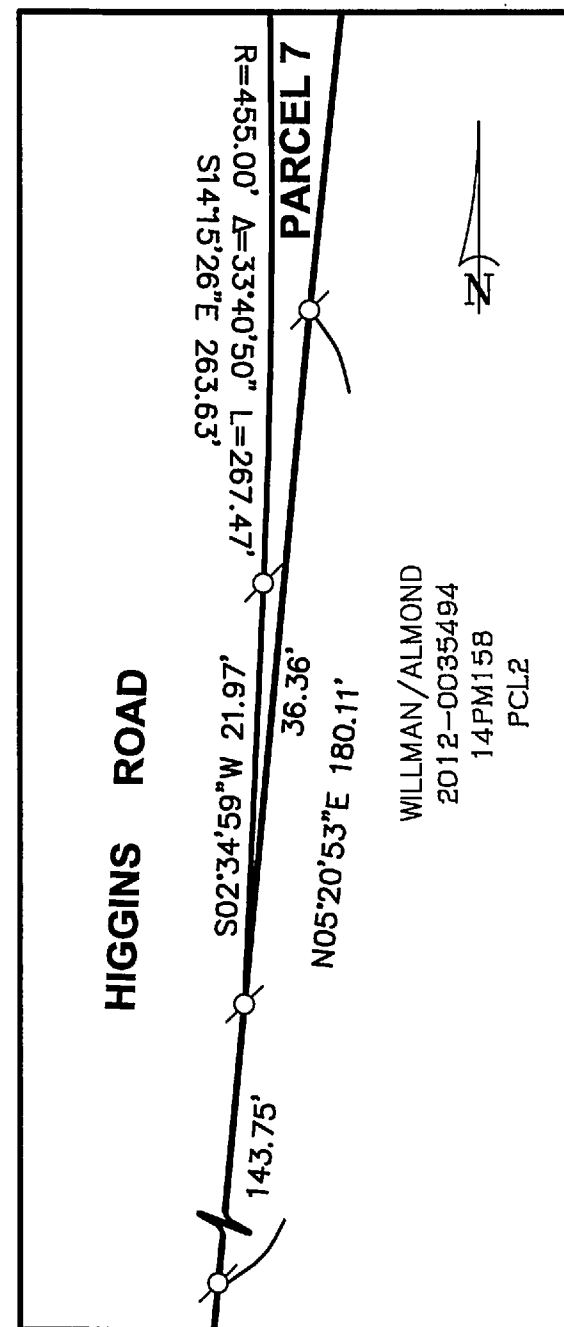 PARCEL 7
R=455.00' Δ=33°40'50" L=267.47'
S14°15'26"E 263.63'
N
HIGGINS ROAD
S02°34'59"W 21.97'
36.36'
N05°20'53"E 180.11'
143.75'
WILLMAN/ALMOND
2012-0035494
14PM158
PCL2